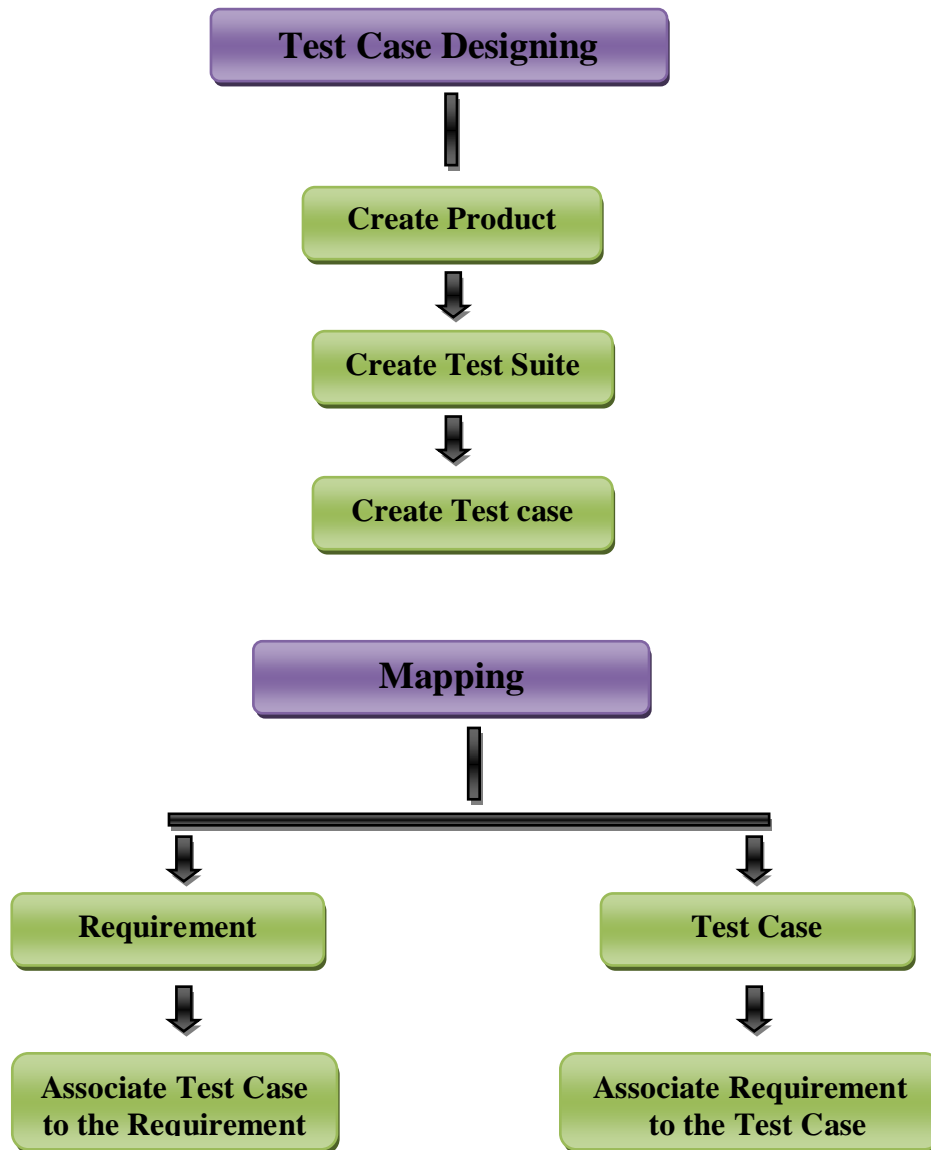 Test Case Designing
Create Product
Create Test Suite
Create Test case
Mapping
Requirement
Test Case
Associate Test Case
to the Requirement
Associate Requirement
to the Test Case